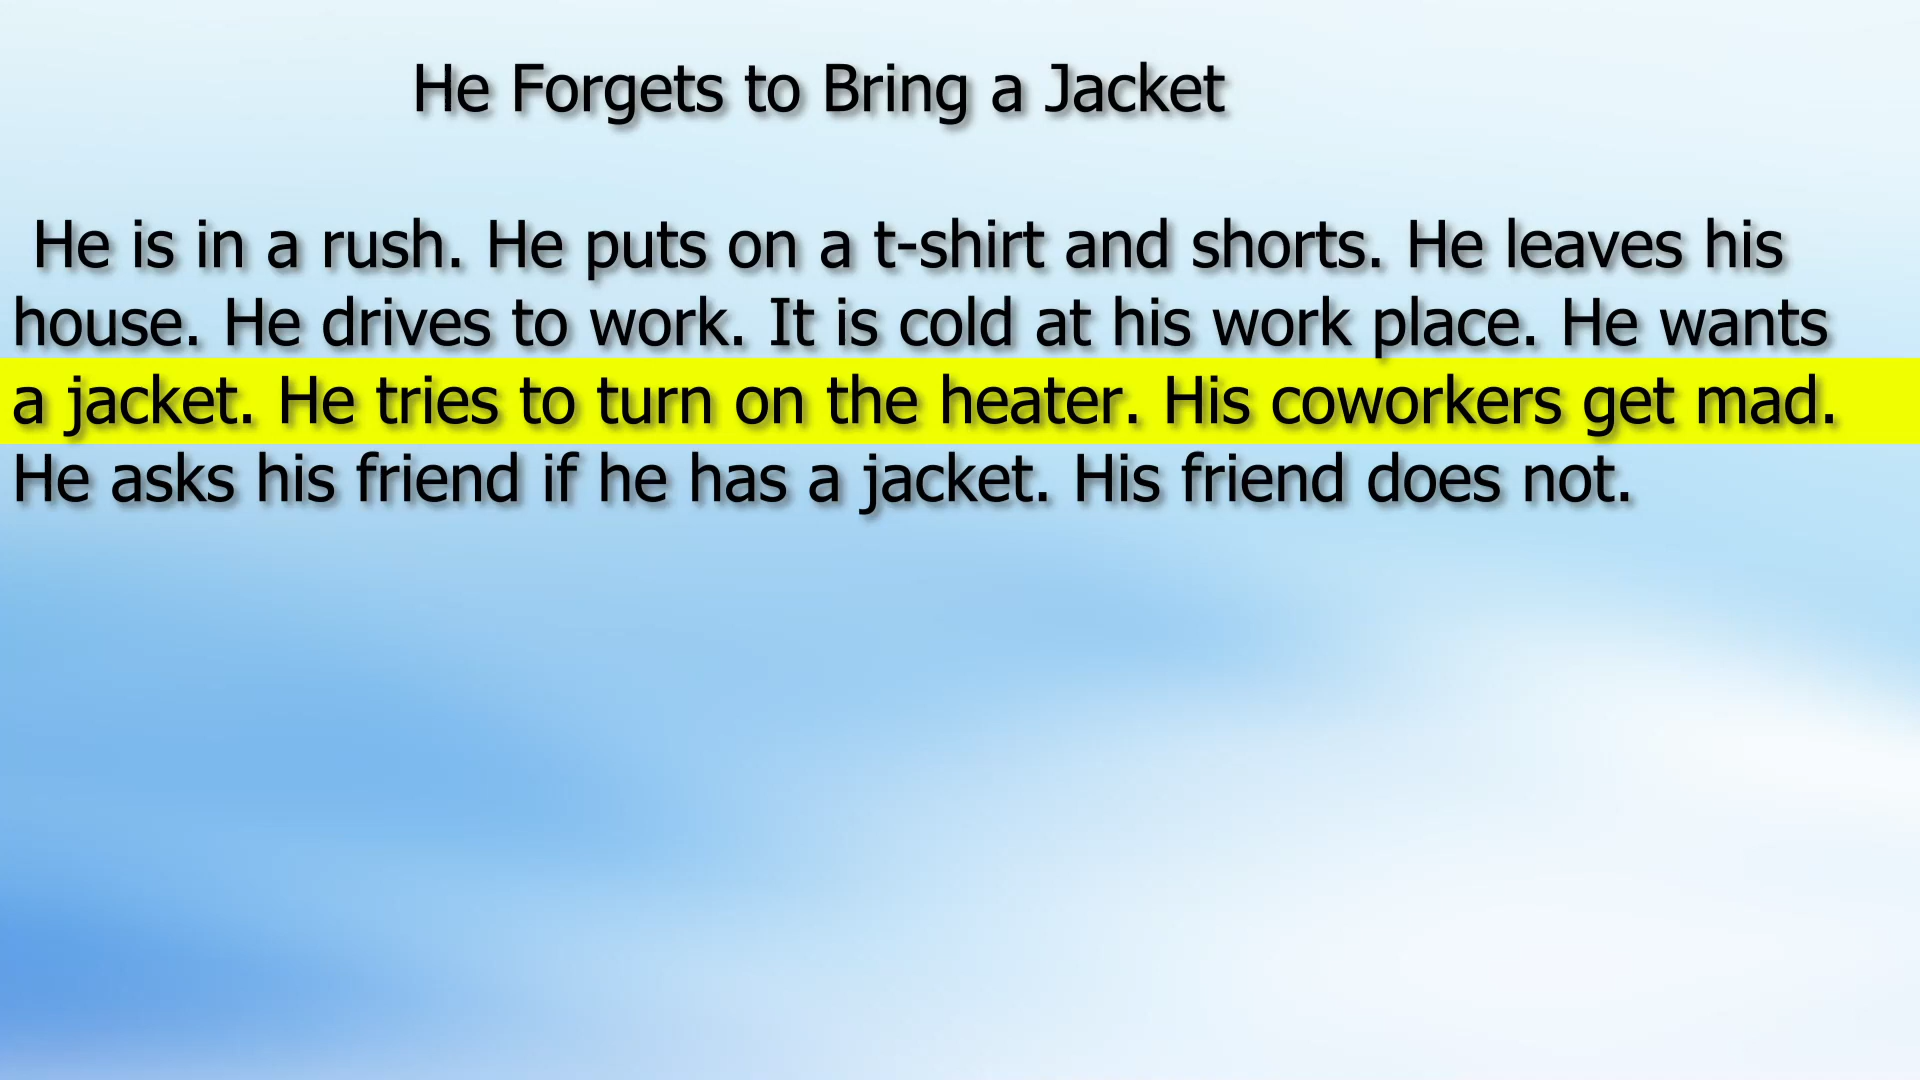 He Forgets to Bring a Jacket
He is in a rush. He puts on a t-shirt and shorts. He leaves his
house. He drives to work. It is cold at his work place. He wants
a jacket. He tries to turn on the heater. His coworkers get mad.
He asks his friend if he has a jacket. His friend does not.